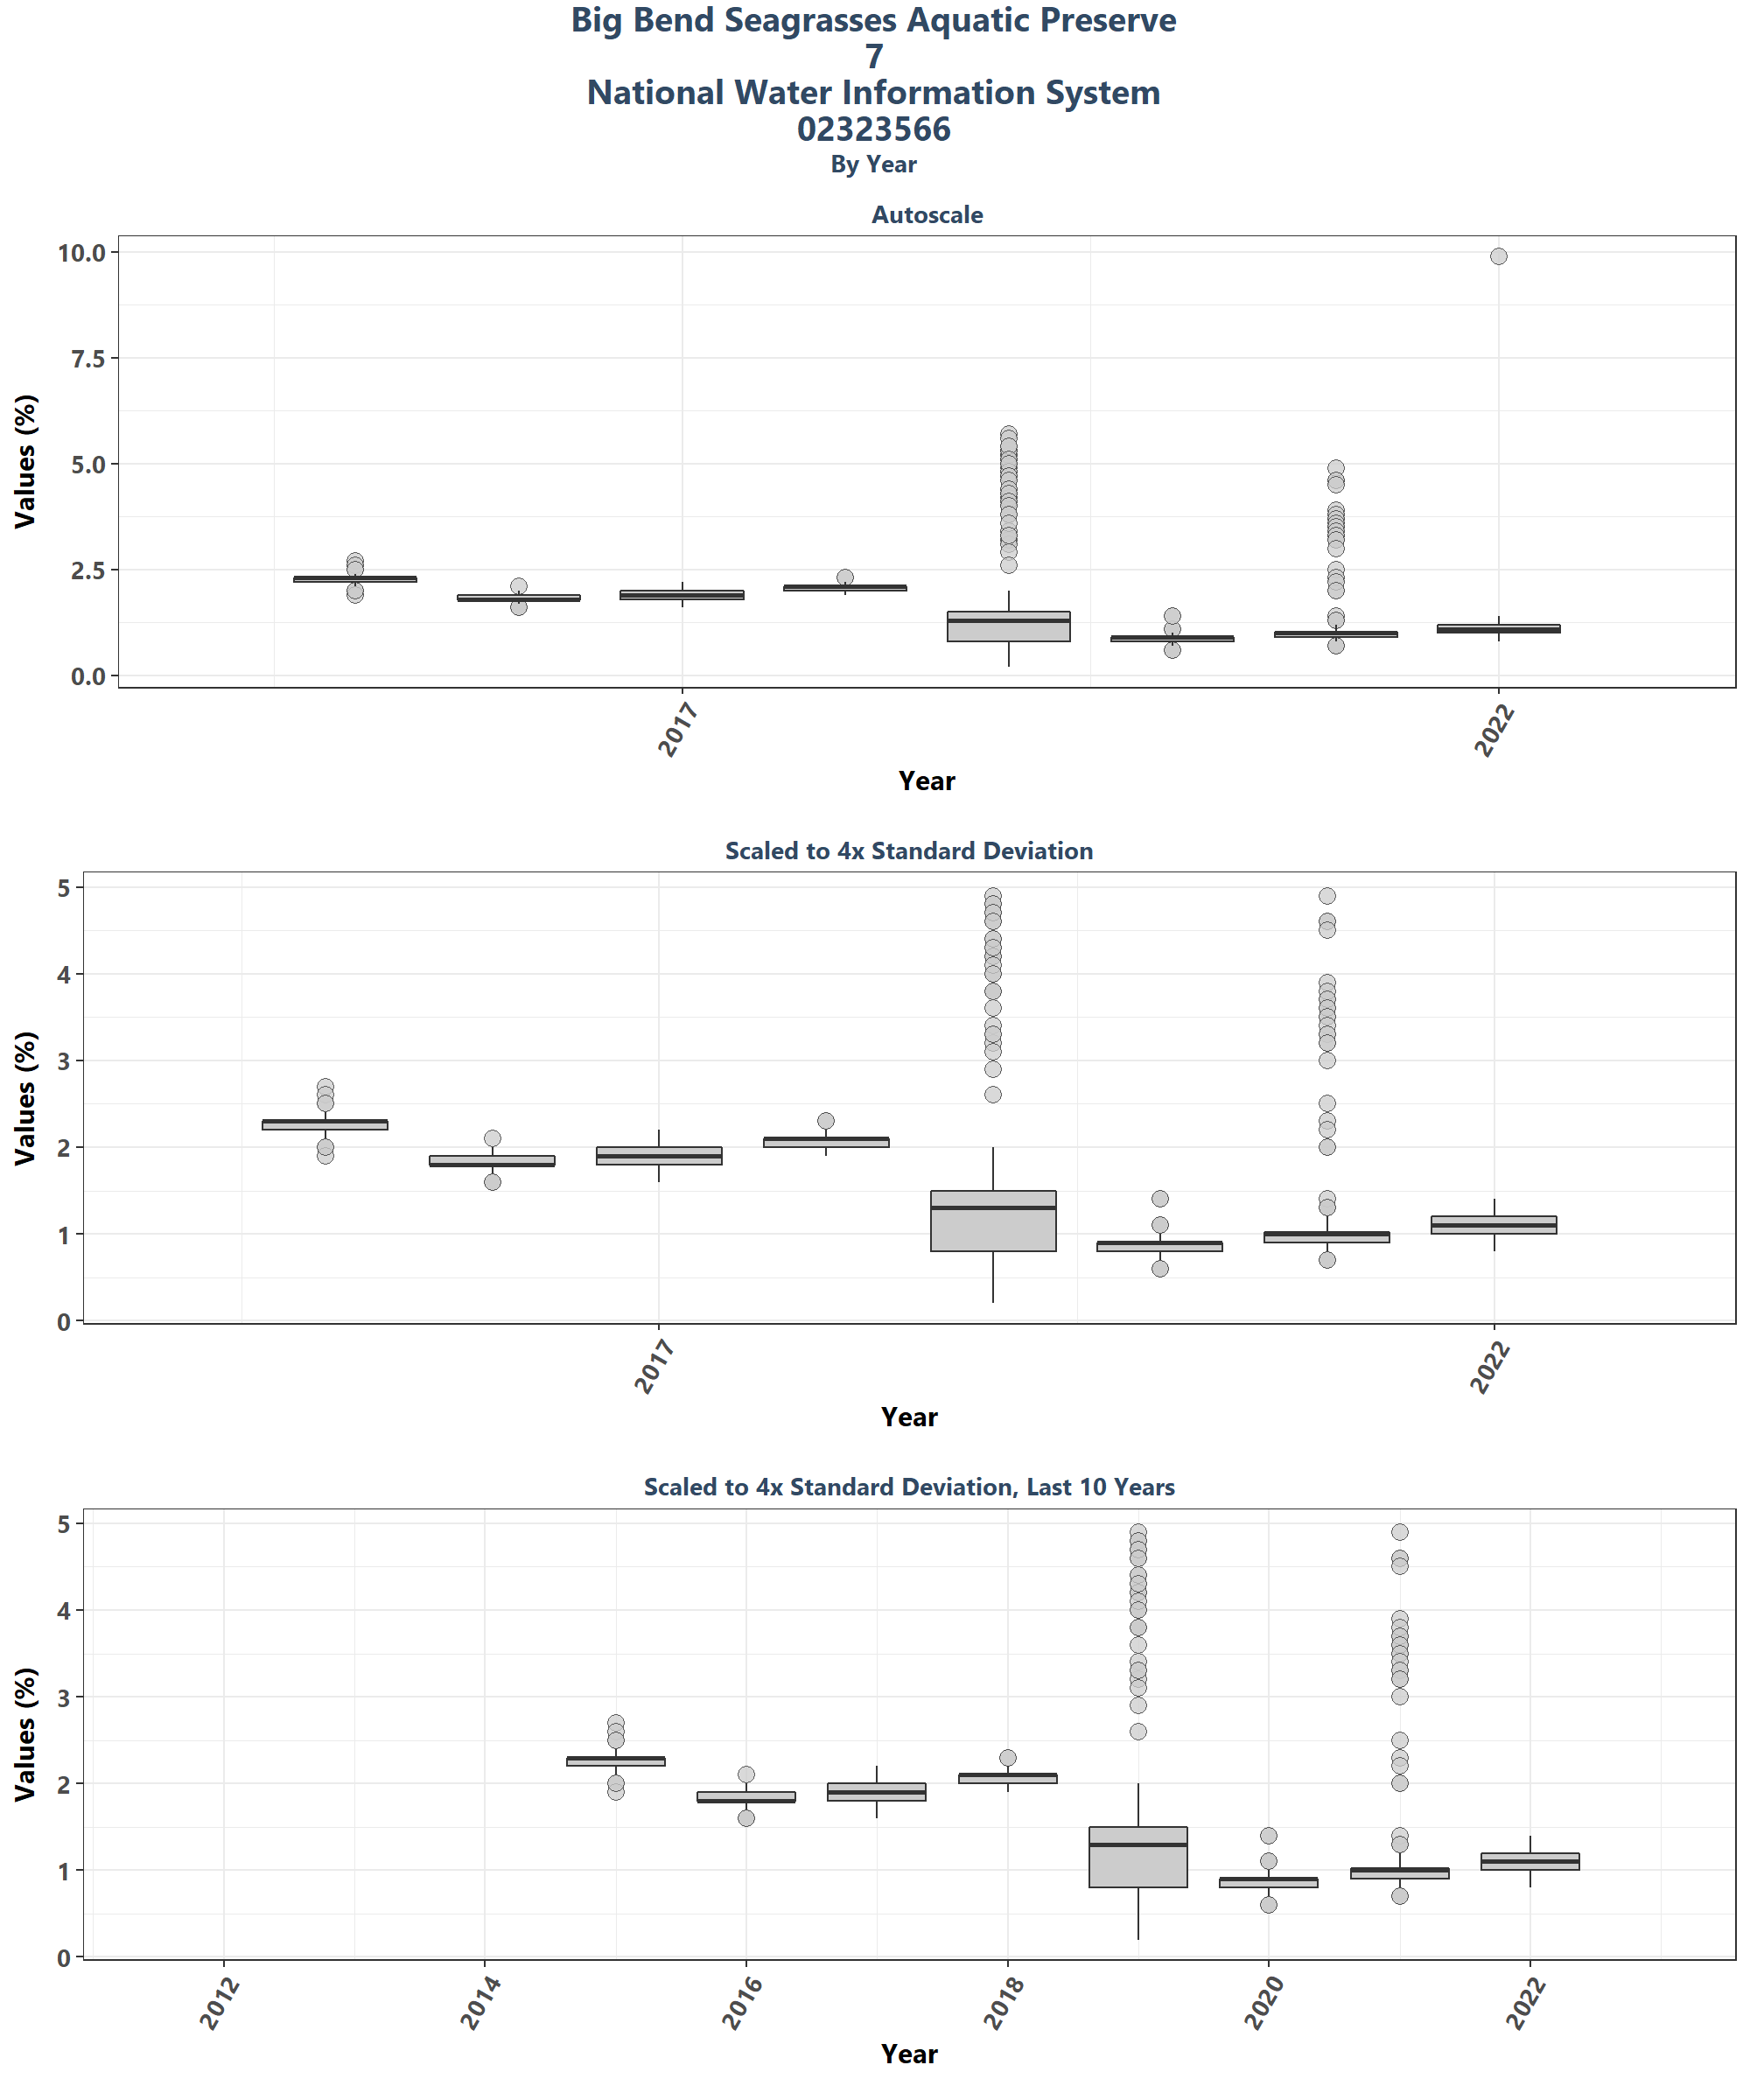 Big Bend Seagrasses Aquatic Preserve
7
National Water Information System
02323566
By Year
Autoscale
Values (%)
10.0
7.5
5.0
2.5
0.0
2017
2022
Year
Scaled to 4x Standard Deviation
Values (%)
5
4
3
2
1
0
2017
2022
Year
Scaled to 4x Standard Deviation, Last 10 Years
Values (%)
5
4
3
2
1
0
2012
2014
2016
2018
2020
2022
Year